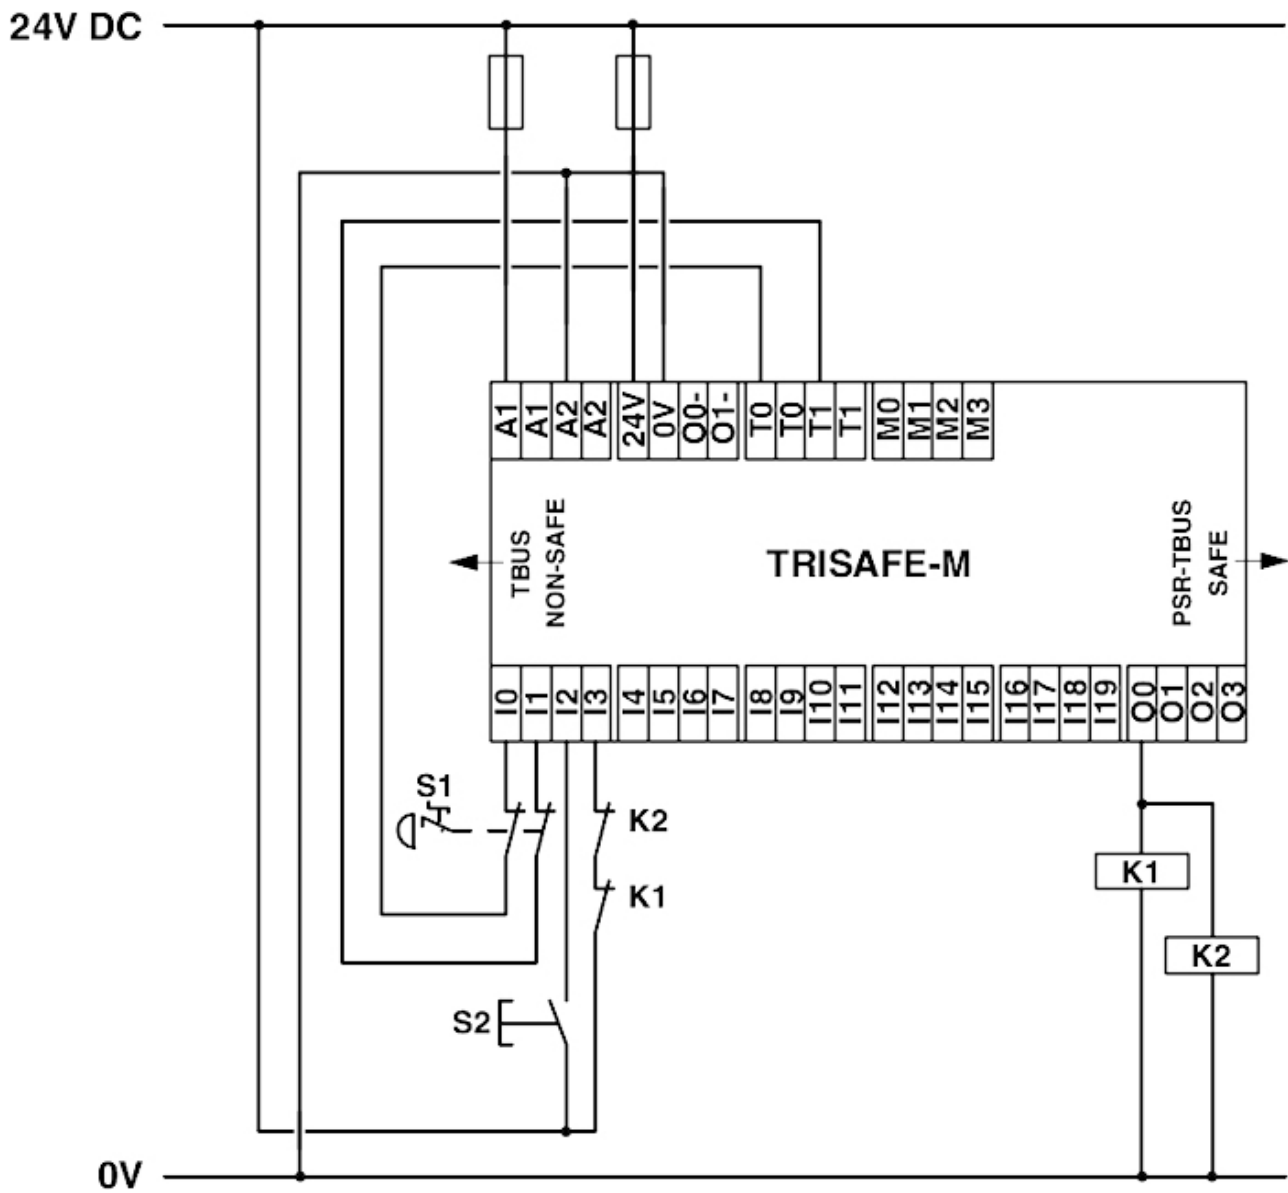 24V DC
A1 A1 A2 A2 24V 0V O0- O1- T0 T0 T1 T1 M0 M1 M2 M3
TBUS
NON-SAFE
TRISAFE-M
PSR-TBUS
SAFE
I0 I1 I2 I3 I4 I5 I6 I7 I8 I9 I10 I11 I12 I13 I14 I15 I16 I17 I18 I19 O0 O1 O2 O3
S1
K2
K1
K1
K2
S2
0V